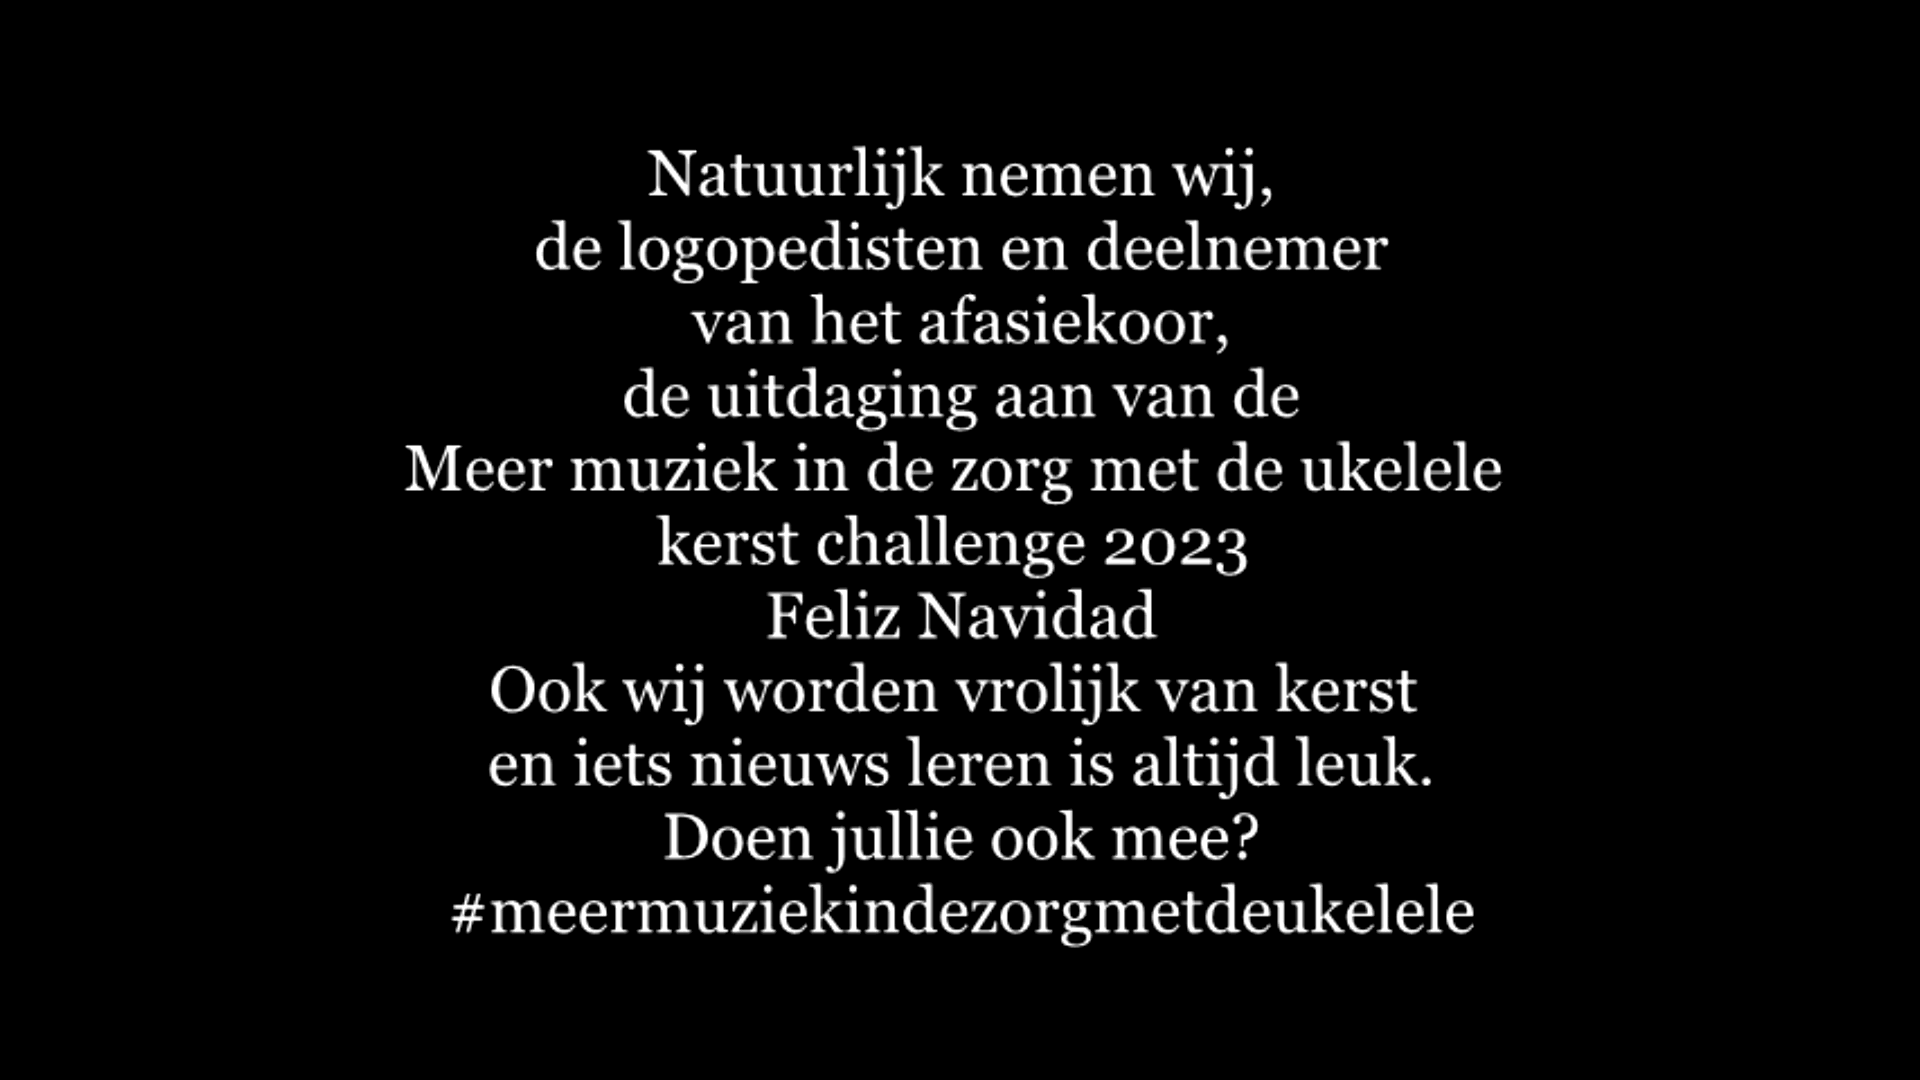 Natuurlijk nemen wij,
de logopedisten en deelnemer
van het afasiekoor,
de uitdaging aan van de
Meer muziek in de zorg met de ukelele
kerst challenge 2023
Feliz Navidad
Ook wij worden vrolijk van kerst
en iets nieuws leren is altijd leuk.
Doen jullie ook mee?
#meermuziekindezorgmetdeukelele